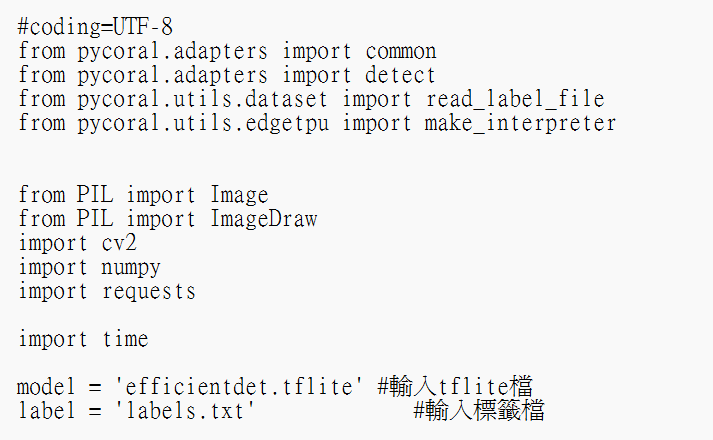 #coding=UTF-8
from pycoral.adapters import common
from pycoral.adapters import detect
from pycoral.utils.dataset import read_label_file
from pycoral.utils.edgetpu import make_interpreter
from PIL import Image
from PIL import ImageDraw
import cv2
import numpy
import requests
import time
model = 'efficientdet.tflite' #輸入tflite檔
label = 'labels.txt' #輸入標籤檔